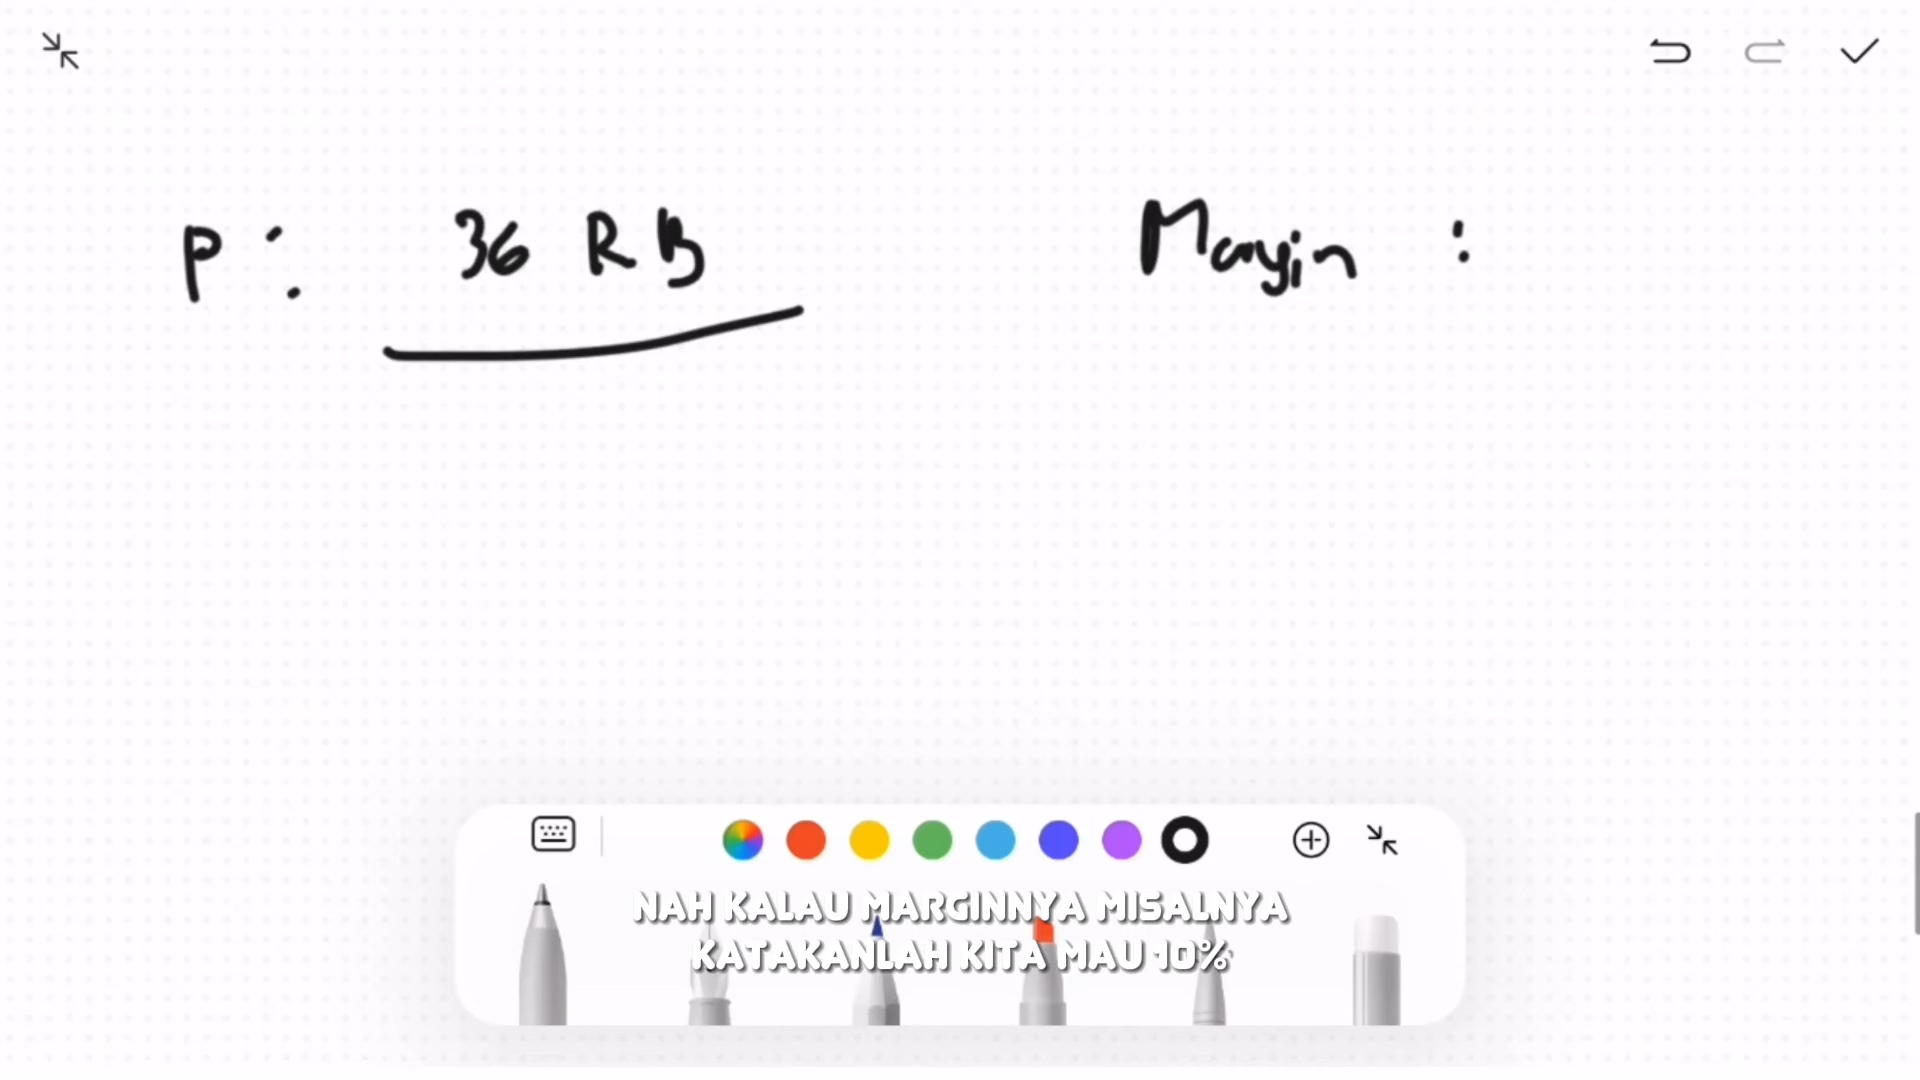 P : 36 RB
Margin :
NAH KALAU MARGINNYA MISALNYA
KATAKANLAH KITA MAU 10%